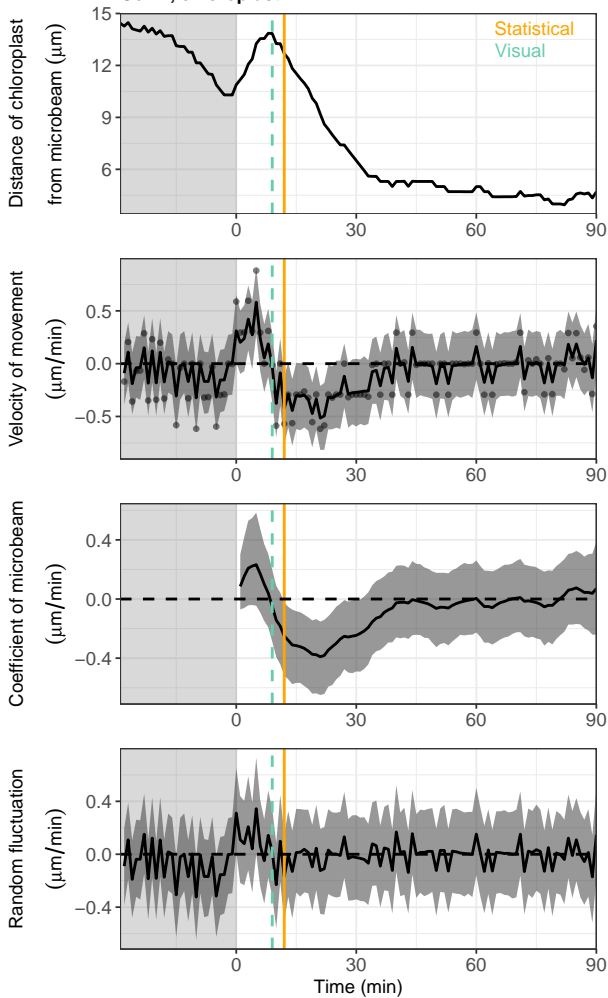 Statistical
Visual
Distance of chloroplast
from microbeam (μm)
15
12
9
6
0 30 60 90
Velocity of movement
(μm/min)
0.5
0.0
−0.5
0 30 60 90
Coefficient of microbeam
(μm/min)
0.4
0.0
−0.4
0 30 60 90
Random fluctuation
(μm/min)
0.4
0.0
−0.4
0 30 60 90
Time (min)